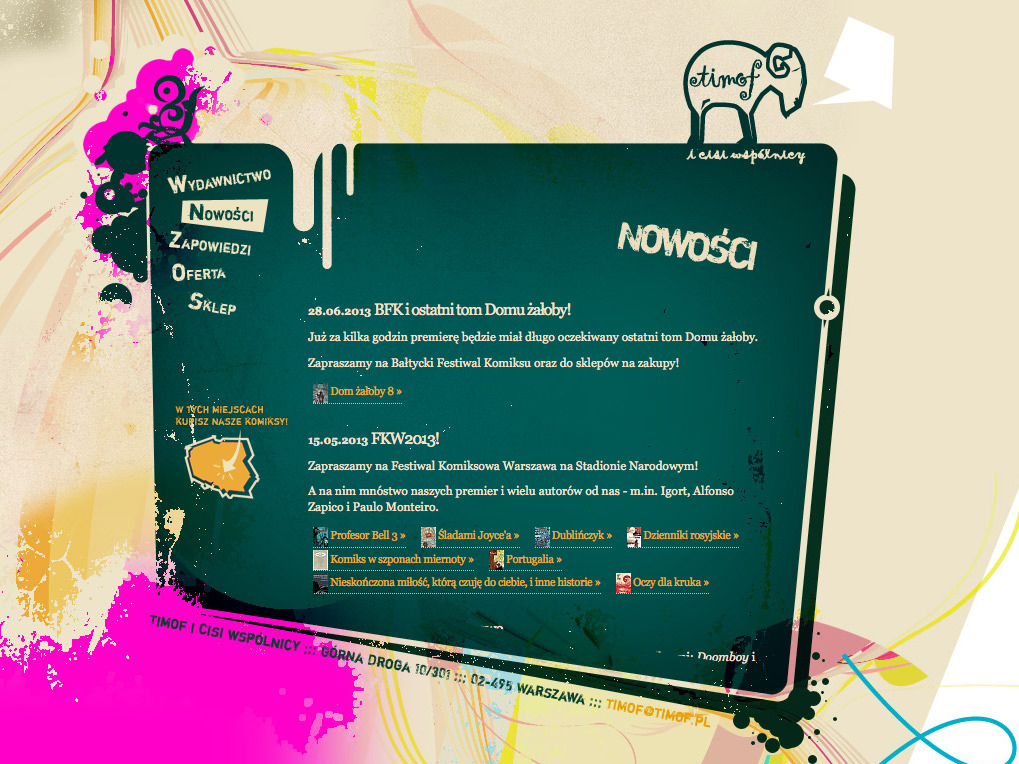 timof
i cisi wspólnicy
Wydawnictwo
Nowości
Zapowiedzi
Oferta
Sklep
NOWOŚCI
28.06.2013 BFK i ostatni tom Domu żałoby!
Już za kilka godzin premierę będzie miał długo oczekiwany ostatni tom Domu żałoby.
Zapraszamy na Bałtycki Festiwal Komiksu oraz do sklepów na zakupy!
Dom żałoby 8 »
W TYCH MIEJSCACH
KUPISZ NASZE KOMIKSY!
15.05.2013 FKW2013!
Zapraszamy na Festiwal Komiksowa Warszawa na Stadionie Narodowym!
A na nim mnóstwo naszych premier i wielu autorów od nas - m.in. Igort, Alfonso
Zapico i Paulo Monteiro.
Profesor Bell 3 » Śladami Joyce'a » Dublińczyk » Dzienniki rosyjskie »
Komiks w szponach miernoty » Portugalia »
Nieskończona miłość, którą czuję do ciebie, i inne historie » Oczy dla kruka »
Doomboy i
TIMOF I CISI WSPÓLNICY ::: GÓRNA DROGA 10/301 ::: 02-495 WARSZAWA ::: TIMOF@TIMOF.PL